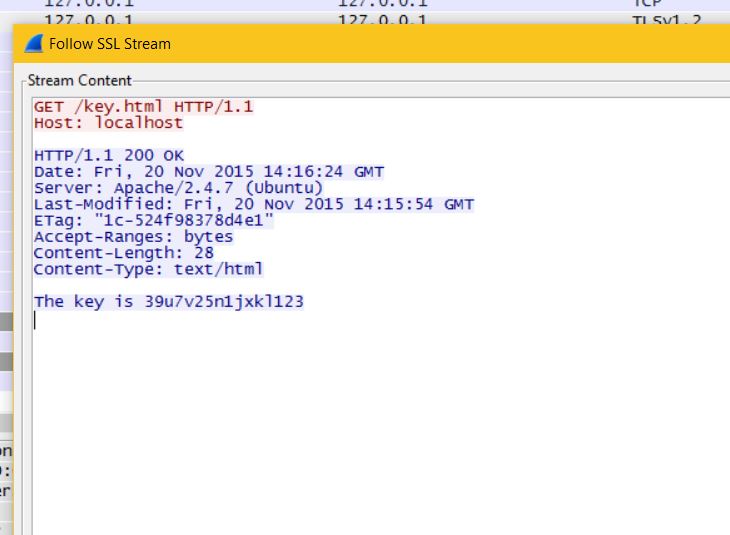 127.0.0.1 127.0.0.1 TCP
127.0.0.1 127.0.0.1 TLSv1.2
Follow SSL Stream
Stream Content
GET /key.html HTTP/1.1
Host: localhost
HTTP/1.1 200 OK
Date: Fri, 20 Nov 2015 14:16:24 GMT
Server: Apache/2.4.7 (Ubuntu)
Last-Modified: Fri, 20 Nov 2015 14:15:54 GMT
ETag: "1c-524f98378d4e1"
Accept-Ranges: bytes
Content-Length: 28
Content-Type: text/html
The key is 39u7v25n1jxkl123